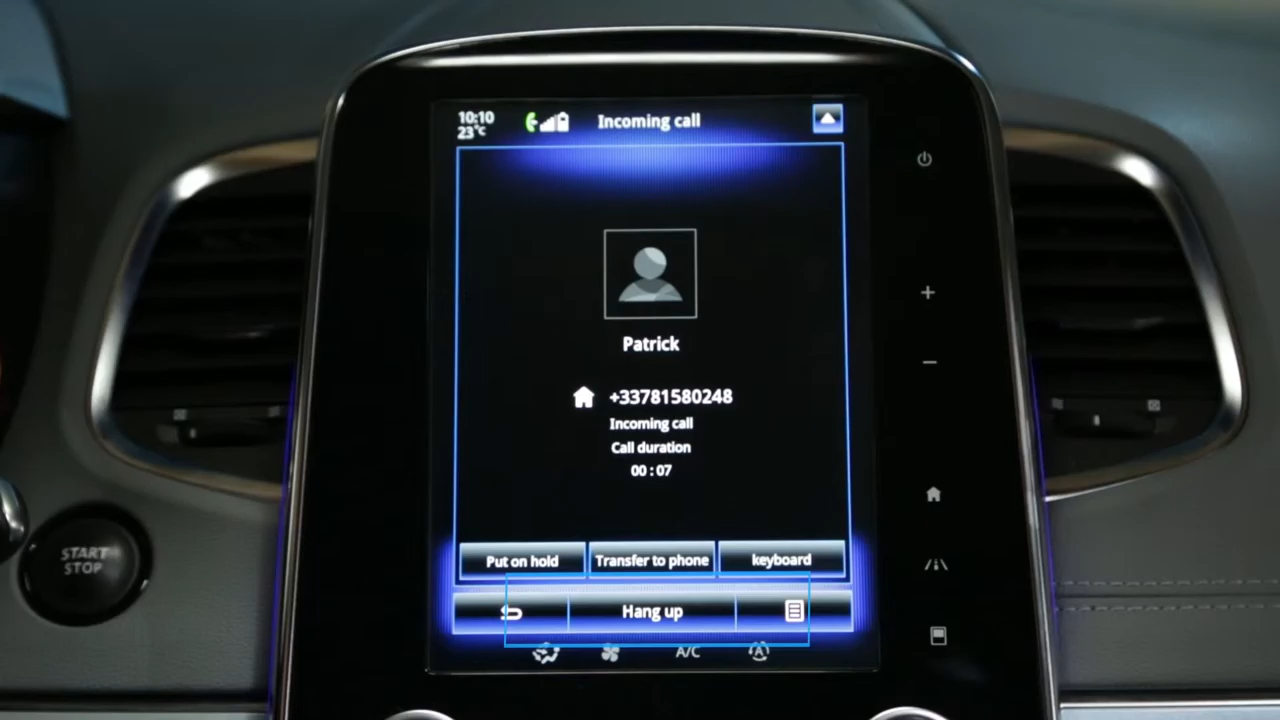 10:10
23°C
Incoming call
Patrick
+33781580248
Incoming call
Call duration
00 : 07
Put on hold
Transfer to phone
keyboard
Hang up
A/C
A
START
STOP